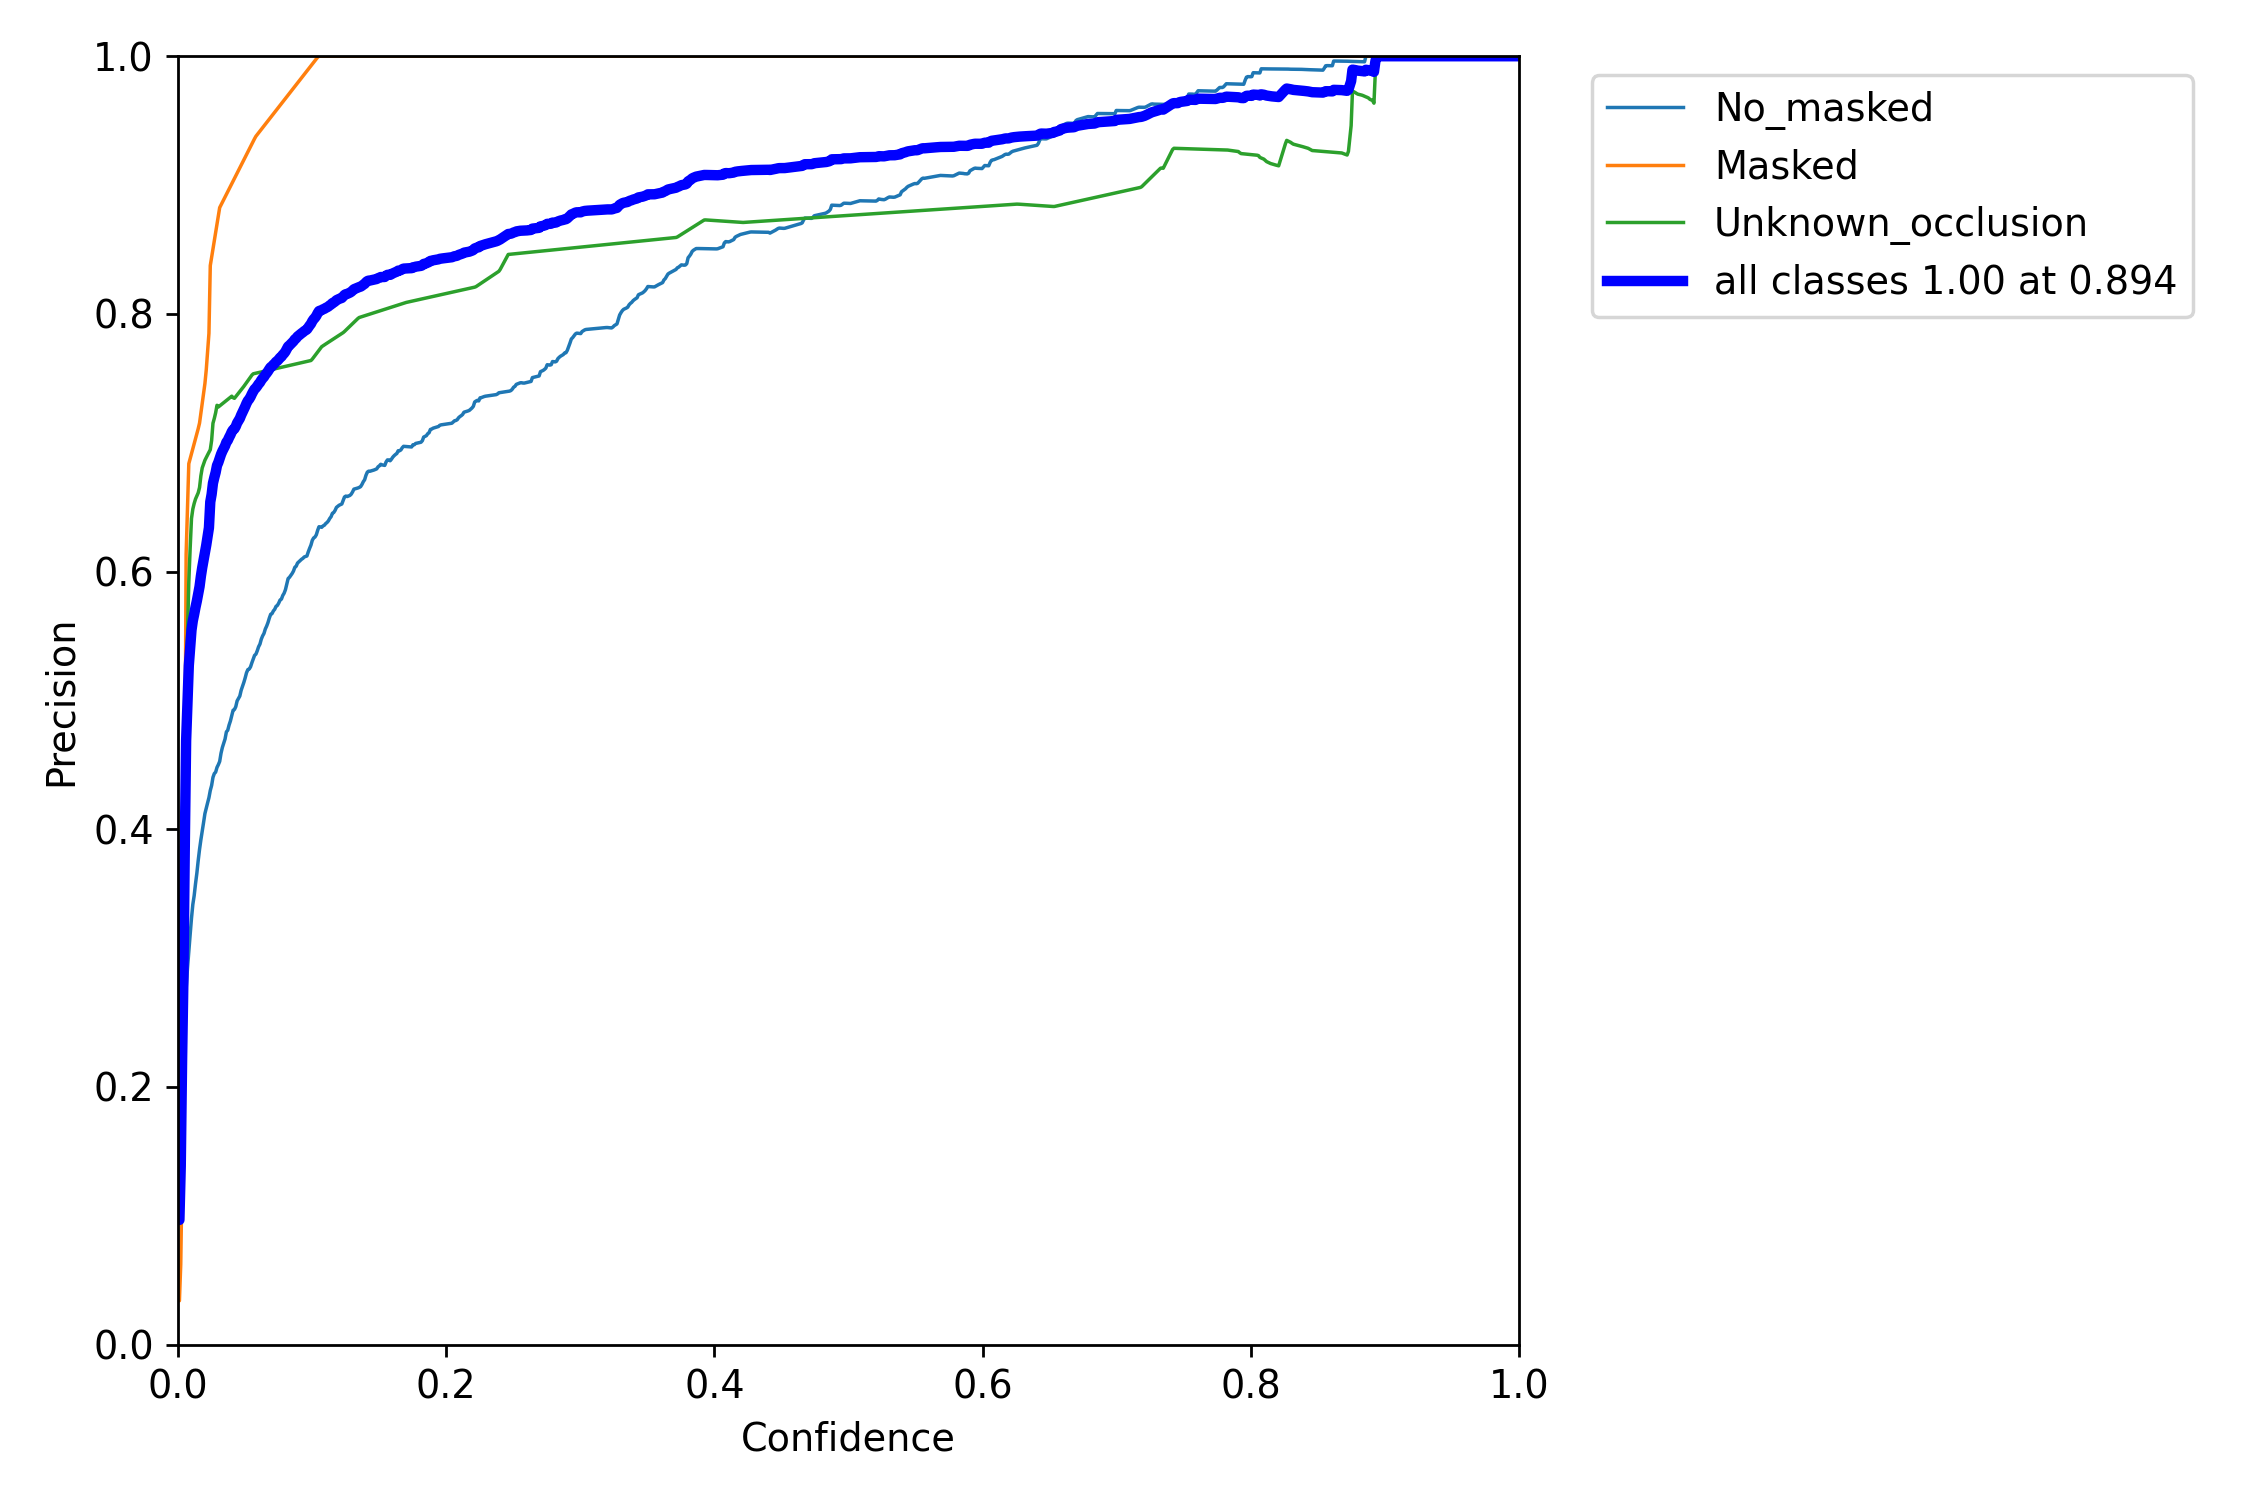 1.0
0.8
0.6
0.4
0.2
0.0
Precision
0.0 0.2 0.4 0.6 0.8 1.0
Confidence
No_masked
Masked
Unknown_occlusion
all classes 1.00 at 0.894